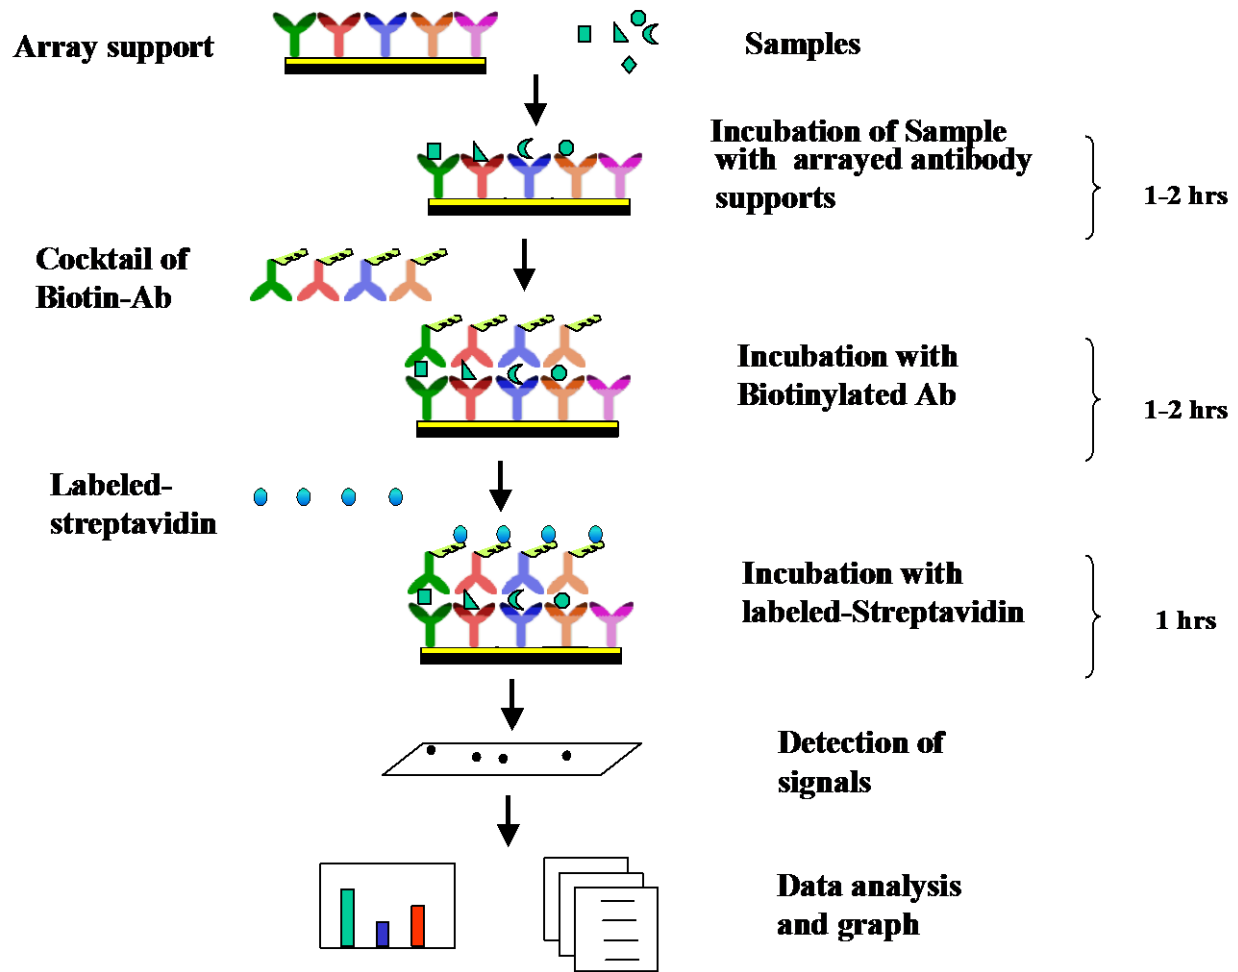 Array support
Samples
Incubation of Sample
with arrayed antibody
supports
1-2 hrs
Cocktail of
Biotin-Ab
Incubation with
Biotinylated Ab
1-2 hrs
Labeled-
streptavidin
Incubation with
labeled-Streptavidin
1 hrs
Detection of
signals
Data analysis
and graph